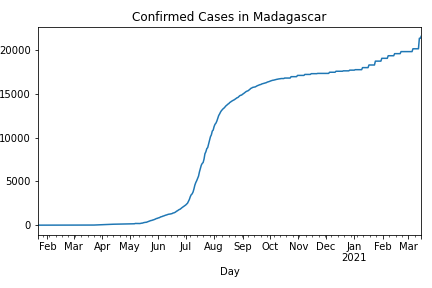 Confirmed Cases in Madagascar
20000
15000
10000
5000
0
Feb Mar Apr May Jun Jul Aug Sep Oct Nov Dec Jan Feb Mar
2021
Day